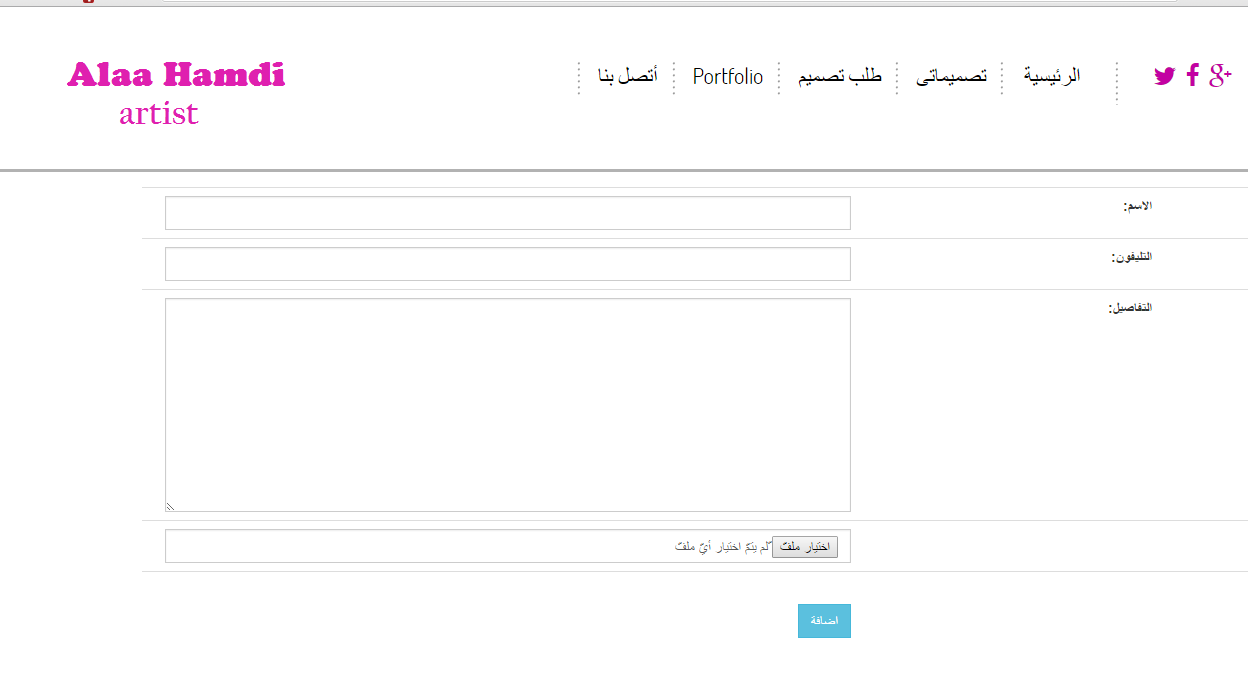 Alaa Hamdi
artist
الرئيسية
تصميماتى
طلب تصميم
Portfolio
أتصل بنا
الاسم:
التليفون:
التفاصيل:
اختيار ملفّ لم يتمّ اختيار أيّ ملفّ
اضافة